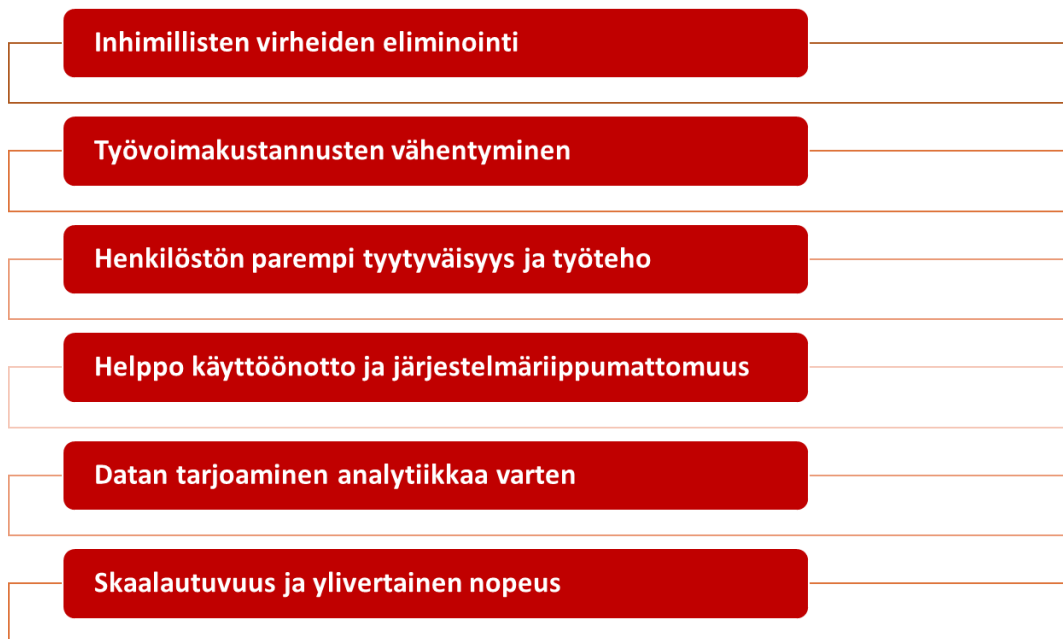 Inhimillisten virheiden eliminointi
Työvoimakustannusten vähentyminen
Henkilöstön parempi tyytyväisyys ja työteho
Helppo käyttöönotto ja järjestelmäriippumattomuus
Datan tarjoaminen analytiikkaa varten
Skaalautuvuus ja ylivertainen nopeus